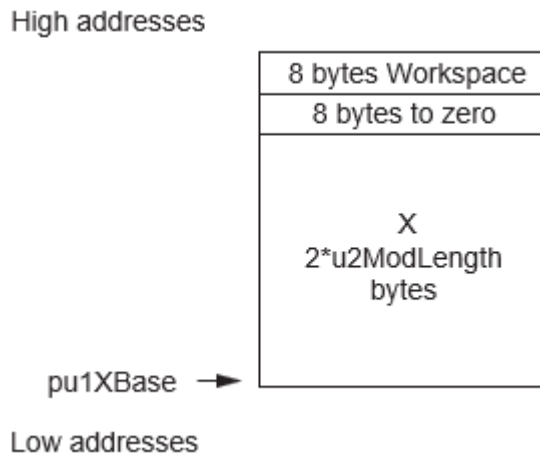 High addresses
8 bytes Workspace
8 bytes to zero
X
2*u2ModLength
bytes
pu1XBase
Low addresses